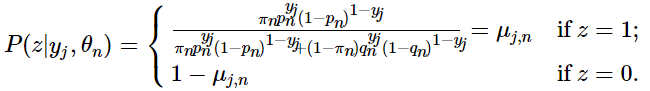 P(z|y_j, θ_n) = { \frac{π_n p_n^{y_j} (1−p_n)^{1−y_j}}{π_n p_n^{y_j} (1−p_n)^{1−y_j} + (1−π_n) q_n^{y_j} (1−q_n)^{1−y_j}} = μ_{j,n} if z = 1;
1 − μ_{j,n} if z = 0.